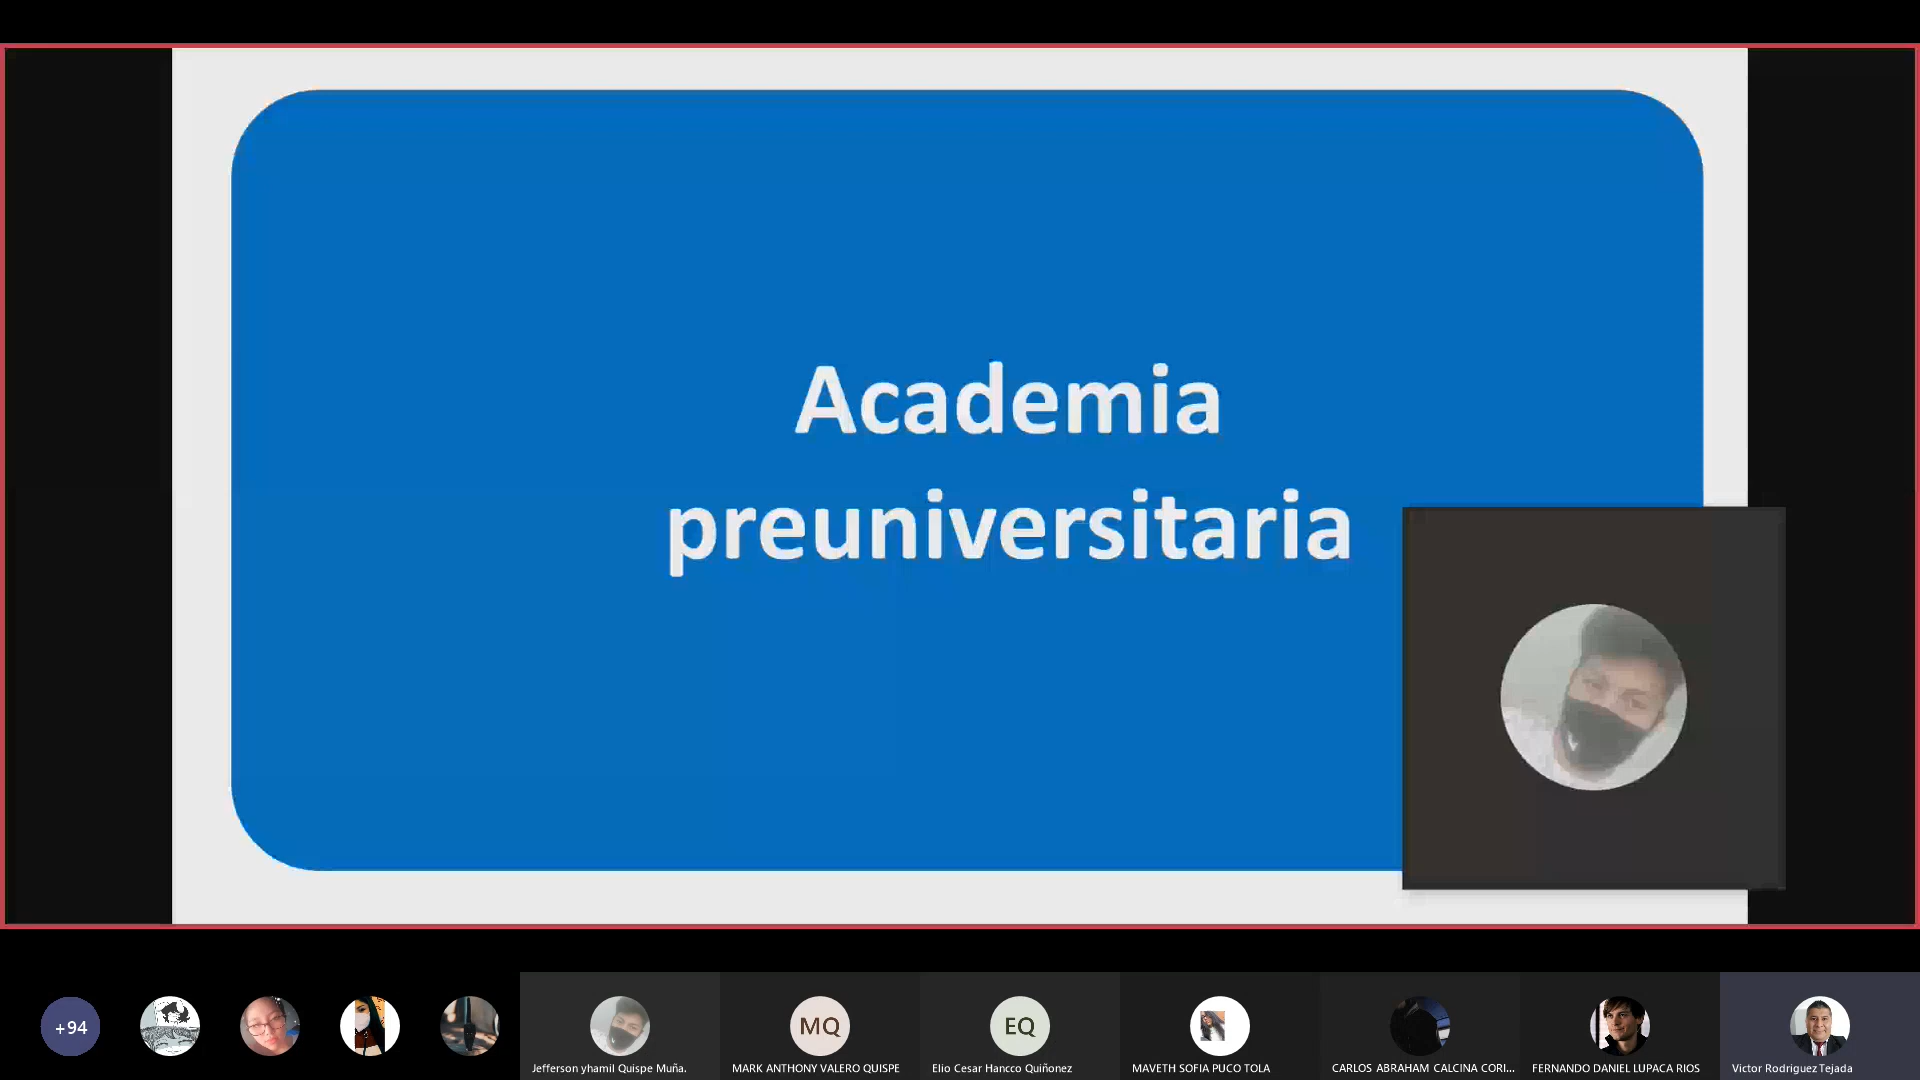 Academia
preuniversitaria
+94
Jefferson yhamil Quispe Muña.
MQ
MARK ANTHONY VALERO QUISPE
EQ
Elio Cesar Hancco Quiñonez
MAVETH SOFIA PUCO TOLA
CARLOS ABRAHAM CALCINA CORI...
FERNANDO DANIEL LUPACA RIOS
Victor Rodriguez Tejada